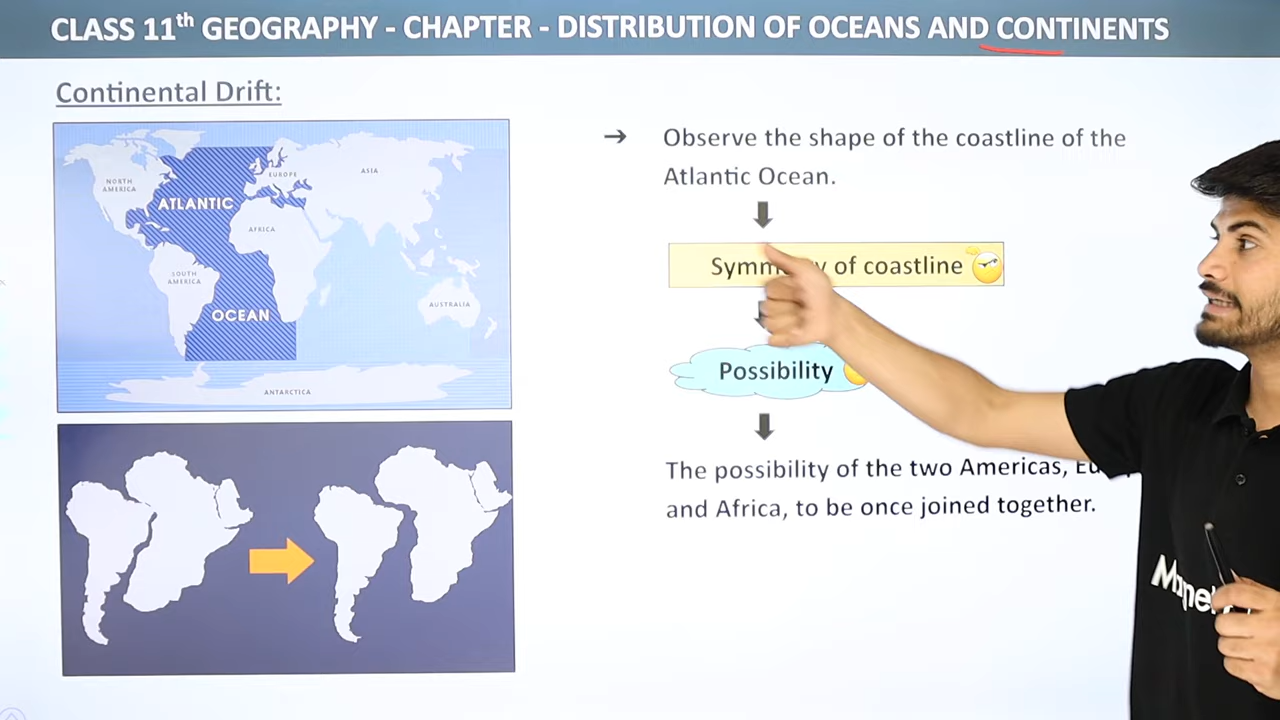 CLASS 11th GEOGRAPHY - CHAPTER - DISTRIBUTION OF OCEANS AND CONTINENTS
Continental Drift:
NORTH
AMERICA
EUROPE
ASIA
ATLANTIC
AFRICA
SOUTH
AMERICA
OCEAN
AUSTRALIA
ANTARCTICA
→ Observe the shape of the coastline of the
Atlantic Ocean.
of coastline
Possibility
The possibility of the two Americas,
and Africa, to be once joined together.